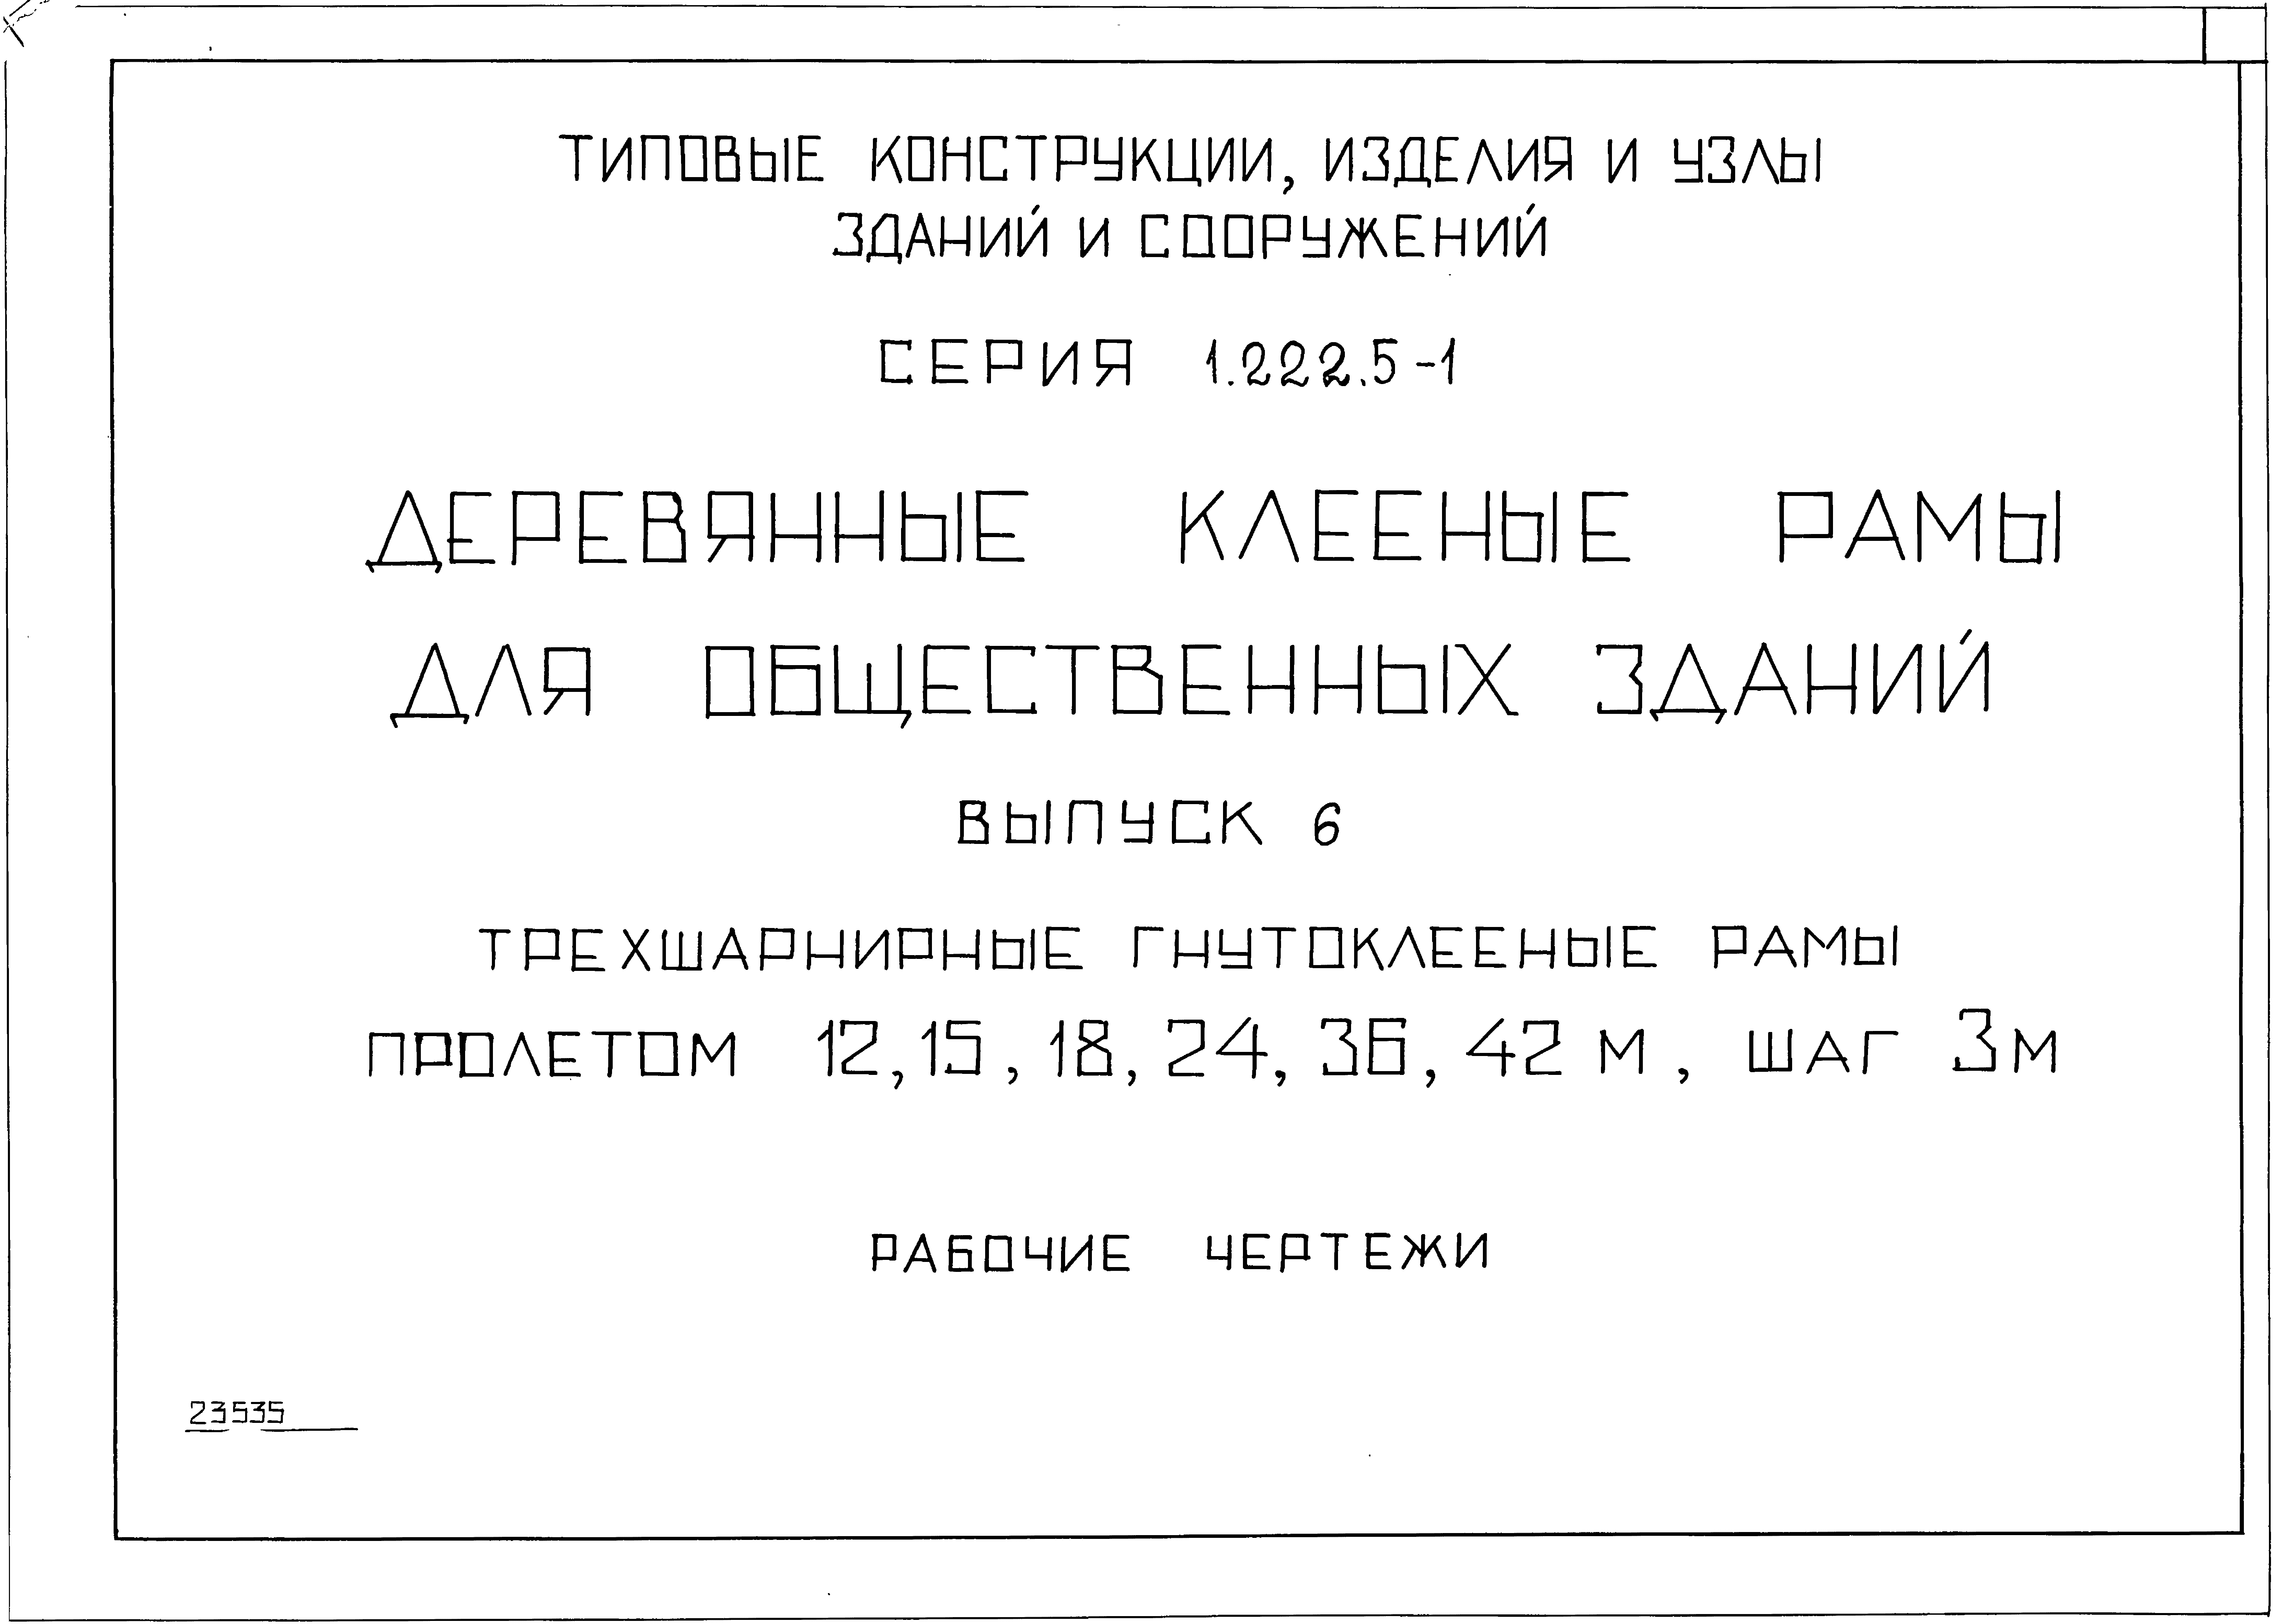 ТИПОВЫЕ КОНСТРУКЦИИ, ИЗДЕЛИЯ И УЗЛЫ
ЗДАНИЙ И СООРУЖЕНИЙ
СЕРИЯ 1.222.5-1
ДЕРЕВЯННЫЕ КЛЕЕНЫЕ РАМЫ
ДЛЯ ОБЩЕСТВЕННЫХ ЗДАНИЙ
ВЫПУСК 6
ТРЕХШАРНИРНЫЕ ГНУТОКЛЕЕНЫЕ РАМЫ
ПРОЛЕТОМ 12, 15, 18, 24, 36, 42 М, ШАГ 3М
РАБОЧИЕ ЧЕРТЕЖИ
23535